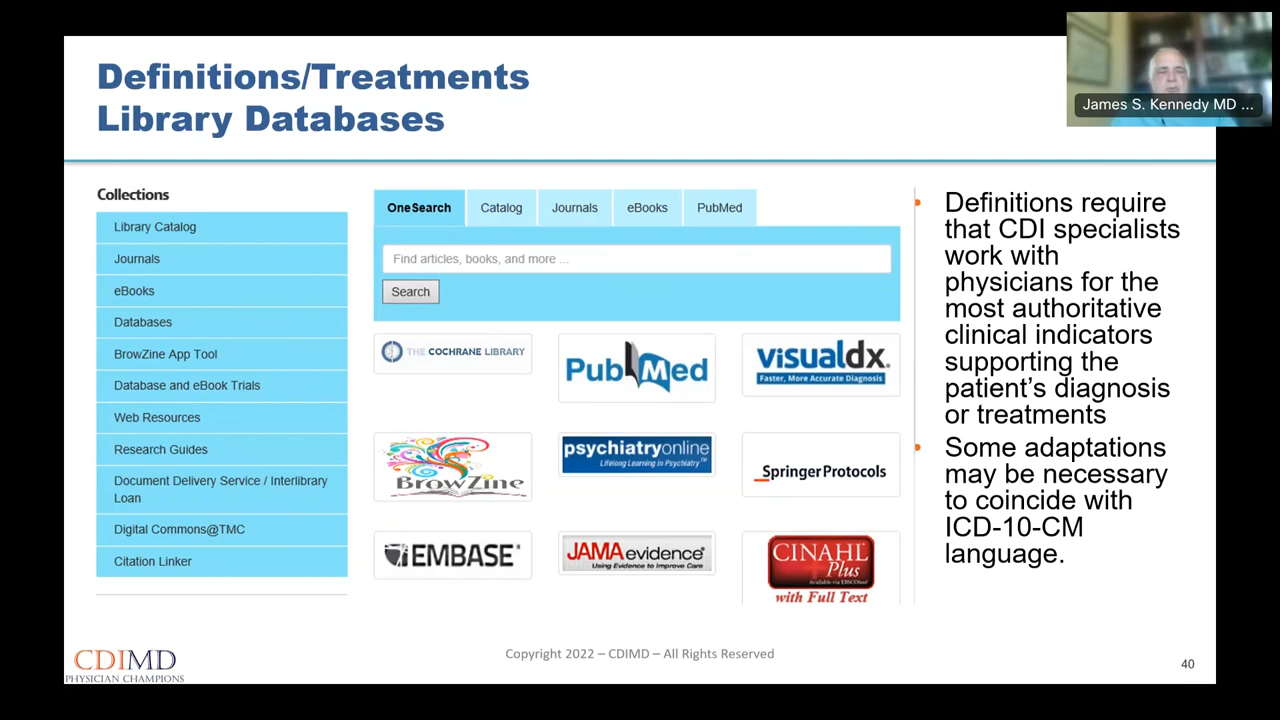 Definitions/Treatments
Library Databases
James S. Kennedy MD ...
Collections
Library Catalog
Journals
eBooks
Databases
BrowZine App Tool
Database and eBook Trials
Web Resources
Research Guides
Document Delivery Service / Interlibrary
Loan
Digital Commons@TMC
Citation Linker
OneSearch Catalog Journals eBooks PubMed
Find articles, books, and more ...
Search
THE COCHRANE LIBRARY
PubMed
visualdx.
Faster, More Accurate Diagnosis
BrowZine
psychiatryonline
Lifelong Learning in Psychiatry™
SpringerProtocols
EMBASE®
JAMAevidence®
Using Evidence to Improve Care
CINAHL®
Plus
Available via EBSCOhost
with Full Text
Definitions require
that CDI specialists
work with
physicians for the
most authoritative
clinical indicators
supporting the
patient’s diagnosis
or treatments
Some adaptations
may be necessary
to coincide with
ICD-10-CM
language.
CDIMD
PHYSICIAN CHAMPIONS
Copyright 2022 – CDIMD – All Rights Reserved
40